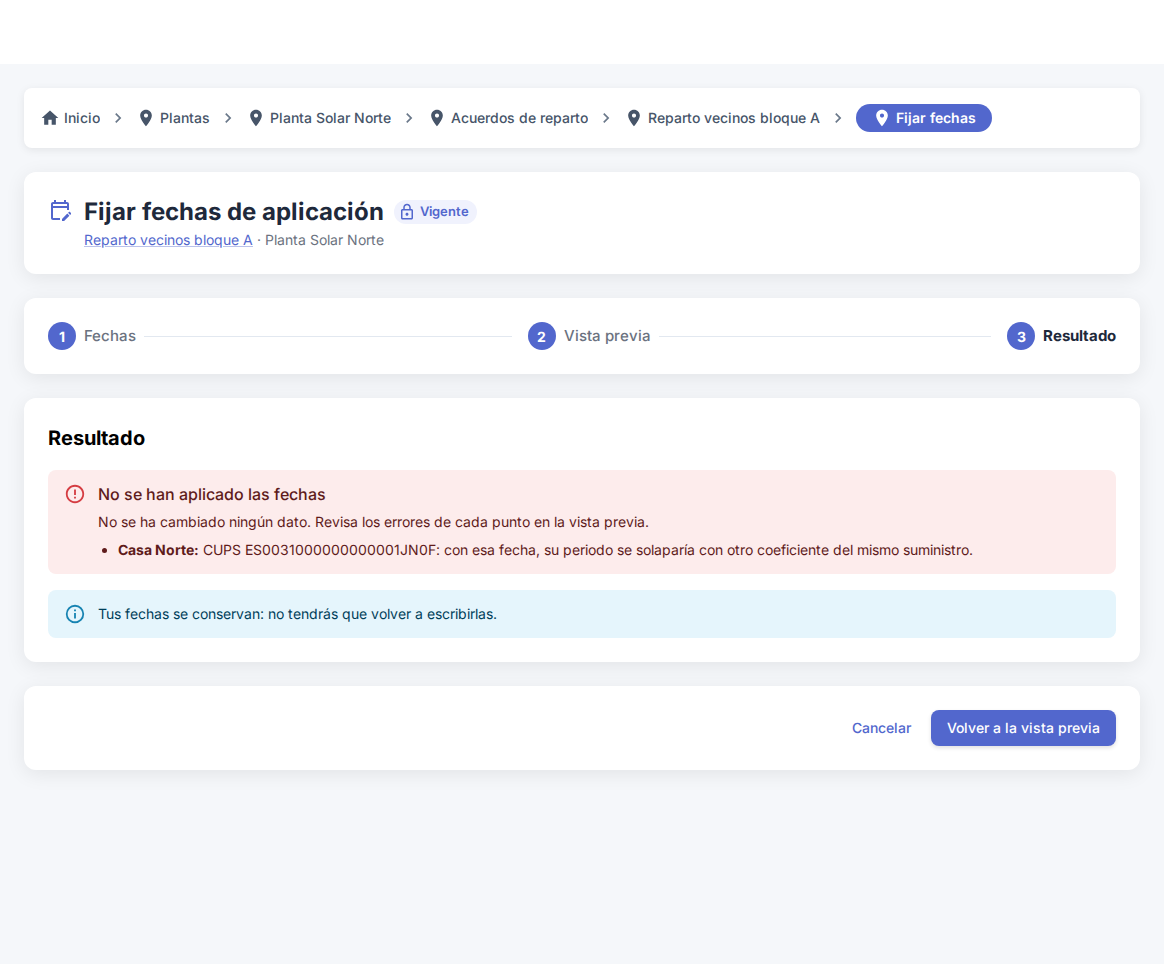 Inicio > Plantas > Planta Solar Norte > Acuerdos de reparto > Reparto vecinos bloque A > Fijar fechas
Fijar fechas de aplicación Vigente
Reparto vecinos bloque A · Planta Solar Norte
1 Fechas 2 Vista previa 3 Resultado
Resultado
No se han aplicado las fechas
No se ha cambiado ningún dato. Revisa los errores de cada punto en la vista previa.
• Casa Norte: CUPS ES0031000000000001JN0F: con esa fecha, su periodo se solaparía con otro coeficiente del mismo suministro.
Tus fechas se conservan: no tendrás que volver a escribirlas.
Cancelar Volver a la vista previa